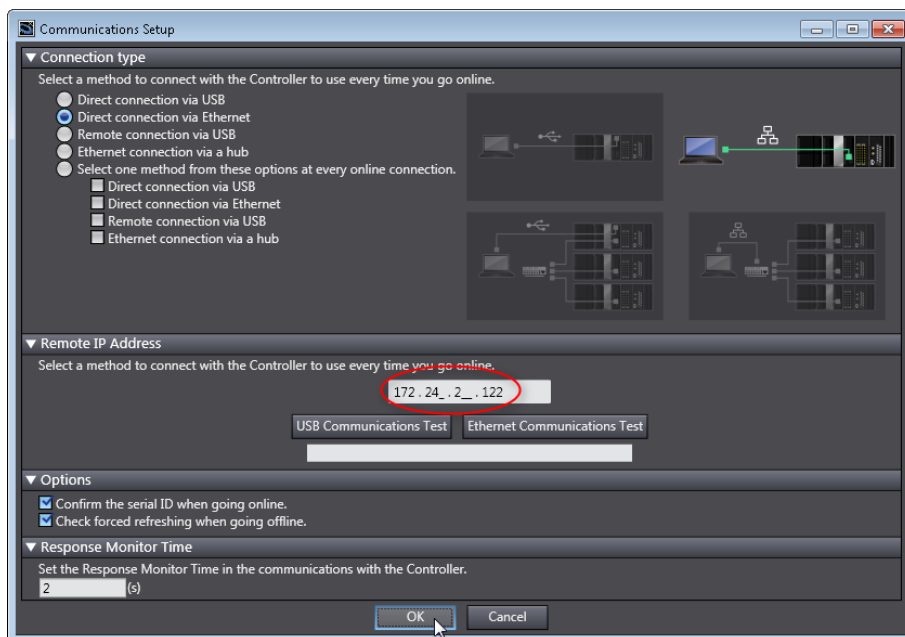 Communications Setup
▼ Connection type
Select a method to connect with the Controller to use every time you go online.
Direct connection via USB
Direct connection via Ethernet
Remote connection via USB
Ethernet connection via a hub
Select one method from these options at every online connection.
Direct connection via USB
Direct connection via Ethernet
Remote connection via USB
Ethernet connection via a hub
▼ Remote IP Address
Select a method to connect with the Controller to use every time you go online.
172 . 24_ . 2__ . 122
USB Communications Test Ethernet Communications Test
▼ Options
Confirm the serial ID when going online.
Check forced refreshing when going offline.
▼ Response Monitor Time
Set the Response Monitor Time in the communications with the Controller.
2 (s)
OK Cancel